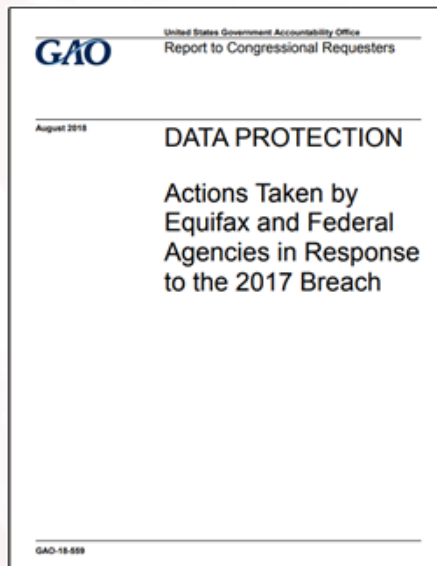 United States Government Accountability Office
GAO
Report to Congressional Requesters
August 2018
DATA PROTECTION
Actions Taken by
Equifax and Federal
Agencies in Response
to the 2017 Breach
GAO-18-559